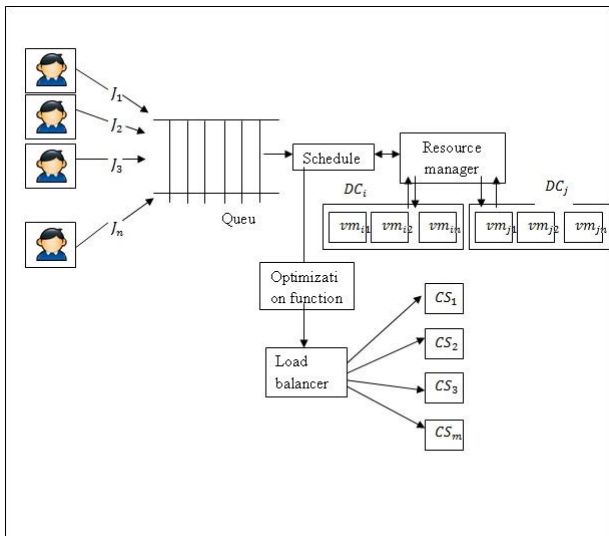 J₁
J₂
J₃
Jₙ
Queu
Schedule
Resource
manager
DCᵢ
DCⱼ
vmᵢ₁
vmᵢ₂
vmᵢₙ
vmⱼ₁
vmⱼ₂
vmⱼₙ
Optimizati
on function
Load
balancer
CS₁
CS₂
CS₃
CSₘ